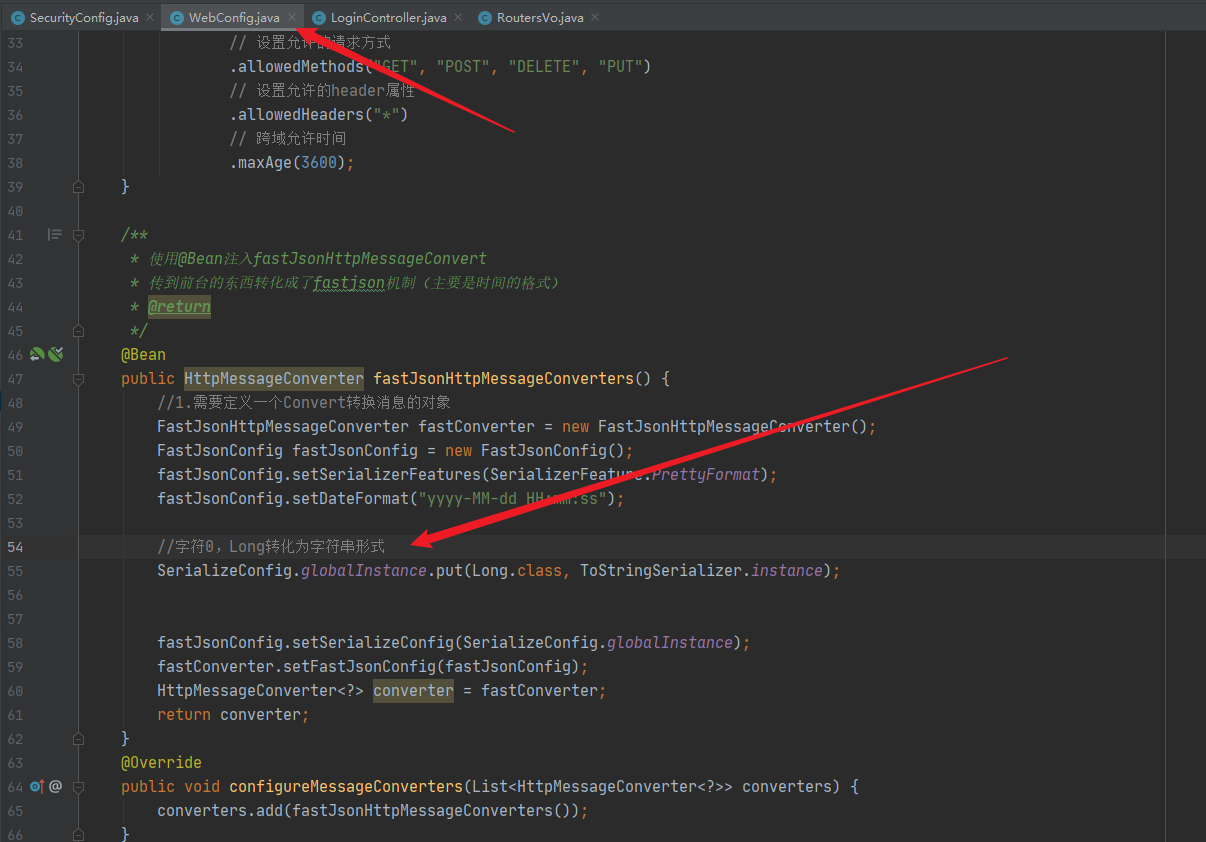 SecurityConfig.java WebConfig.java LoginController.java RoutersVo.java
33 // 设置允许的请求方式
34 .allowedMethods("GET", "POST", "DELETE", "PUT")
35 // 设置允许的header属性
36 .allowedHeaders("*")
37 // 跨域允许时间
38 .maxAge(3600);
39 }
40
41 /**
42 * 使用@Bean注入fastJsonHttpMessageConvert
43 * 传到前台的东西转化成了fastjson机制（主要是时间的格式）
44 * @return
45 */
46 @Bean
47 public HttpMessageConverter fastJsonHttpMessageConverters() {
48 //1.需要定义一个Convert转换消息的对象
49 FastJsonHttpMessageConverter fastConverter = new FastJsonHttpMessageConverter();
50 FastJsonConfig fastJsonConfig = new FastJsonConfig();
51 fastJsonConfig.setSerializerFeatures(SerializerFeature.PrettyFormat);
52 fastJsonConfig.setDateFormat("yyyy-MM-dd HH:mm:ss");
53
54 //字符0，Long转化为字符串形式
55 SerializeConfig.globalInstance.put(Long.class, ToStringSerializer.instance);
56
57
58 fastJsonConfig.setSerializeConfig(SerializeConfig.globalInstance);
59 fastConverter.setFastJsonConfig(fastJsonConfig);
60 HttpMessageConverter<?> converter = fastConverter;
61 return converter;
62 }
63 @Override
64 @ public void configureMessageConverters(List<HttpMessageConverter<?>> converters) {
65 converters.add(fastJsonHttpMessageConverters());
66 }